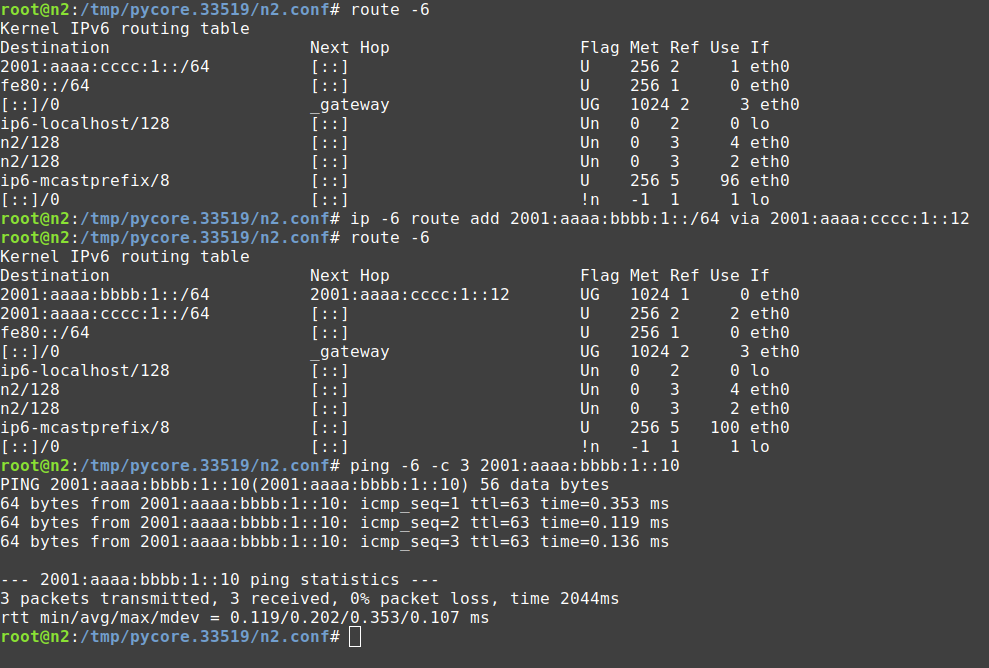 root@n2:/tmp/pycore.33519/n2.conf# route -6
Kernel IPv6 routing table
Destination                    Next Hop                   Flag Met Ref Use If
2001:aaaa:cccc:1::/64          [::]                       U    256 2     1 eth0
fe80::/64                      [::]                       U    256 1     0 eth0
[::]/0                         _gateway                   UG   1024 2     3 eth0
ip6-localhost/128              [::]                       Un   0   2     0 lo
n2/128                         [::]                       Un   0   3     4 eth0
n2/128                         [::]                       Un   0   3     2 eth0
ip6-mcastprefix/8              [::]                       U    256 5    96 eth0
[::]/0                         [::]                       !n   -1  1     1 lo
root@n2:/tmp/pycore.33519/n2.conf# ip -6 route add 2001:aaaa:bbbb:1::/64 via 2001:aaaa:cccc:1::12
root@n2:/tmp/pycore.33519/n2.conf# route -6
Kernel IPv6 routing table
Destination                    Next Hop                   Flag Met Ref Use If
2001:aaaa:bbbb:1::/64          2001:aaaa:cccc:1::12       UG   1024 1     0 eth0
2001:aaaa:cccc:1::/64          [::]                       U    256 2     2 eth0
fe80::/64                      [::]                       U    256 1     0 eth0
[::]/0                         _gateway                   UG   1024 2     3 eth0
ip6-localhost/128              [::]                       Un   0   2     0 lo
n2/128                         [::]                       Un   0   3     4 eth0
n2/128                         [::]                       Un   0   3     2 eth0
ip6-mcastprefix/8              [::]                       U    256 5   100 eth0
[::]/0                         [::]                       !n   -1  1     1 lo
root@n2:/tmp/pycore.33519/n2.conf# ping -6 -c 3 2001:aaaa:bbbb:1::10
PING 2001:aaaa:bbbb:1::10(2001:aaaa:bbbb:1::10) 56 data bytes
64 bytes from 2001:aaaa:bbbb:1::10: icmp_seq=1 ttl=63 time=0.353 ms
64 bytes from 2001:aaaa:bbbb:1::10: icmp_seq=2 ttl=63 time=0.119 ms
64 bytes from 2001:aaaa:bbbb:1::10: icmp_seq=3 ttl=63 time=0.136 ms

--- 2001:aaaa:bbbb:1::10 ping statistics ---
3 packets transmitted, 3 received, 0% packet loss, time 2044ms
rtt min/avg/max/mdev = 0.119/0.202/0.353/0.107 ms
root@n2:/tmp/pycore.33519/n2.conf#